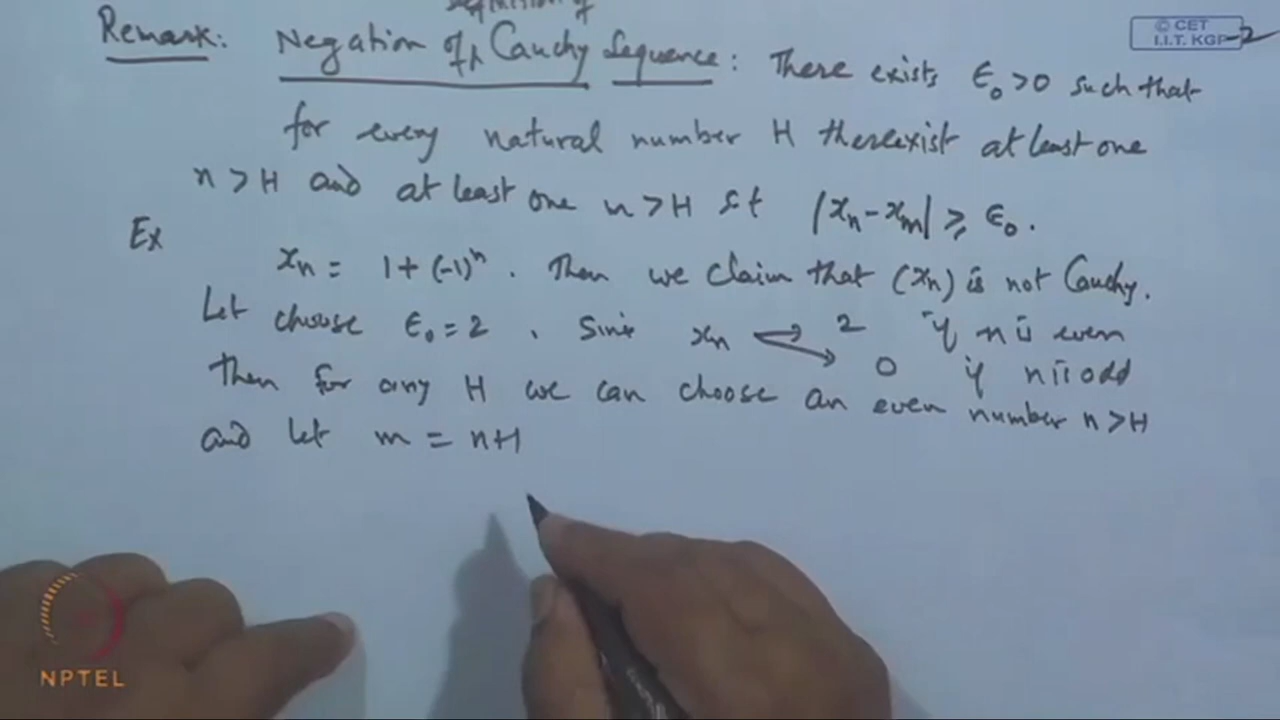 Definition of
© CET
I.I.T. KGP
Remark: Negation of Cauchy Sequence: There exists ε₀>0 such that
for every natural number H there exist at least one
n > H and at least one m > H st |xₙ-xₘ| ≥ ε₀.
Ex
xₙ = 1+(-1)ⁿ. Then we claim that (xₙ) is not Cauchy.
Let choose ε₀=2. Since xₙ 2 if n is even
0 if n is odd
Then for any H we can choose an even number n>H
and let m = n+1
NPTEL